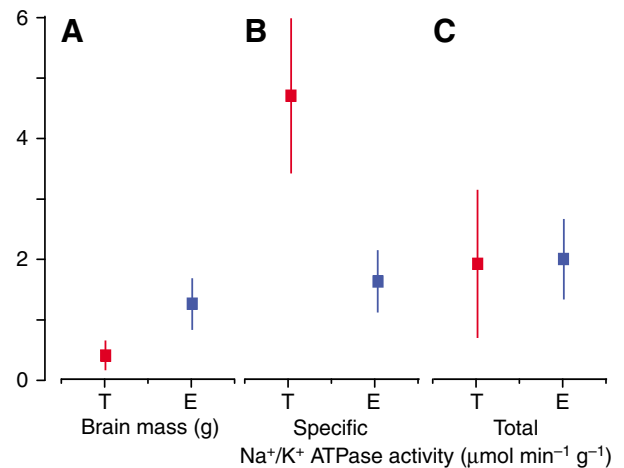 A B C
6
4
2
0
T E T E T E
Brain mass (g) Specific Total
Na⁺/K⁺ ATPase activity (μmol min⁻¹ g⁻¹)